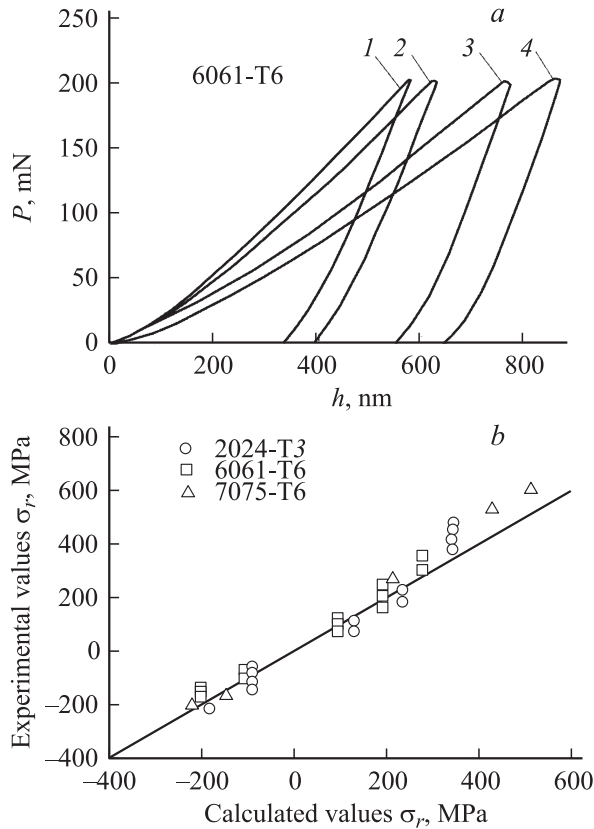 250
a
1 2 3 4
6061-T6
200
150
P, mN
100
50
0
0 200 400 600 800
h, nm
800
b
2024-T3
6061-T6
7075-T6
600
400
Experimental values σr, MPa
200
0
–200
–400
–400 –200 0 200 400 600
Calculated values σr, MPa